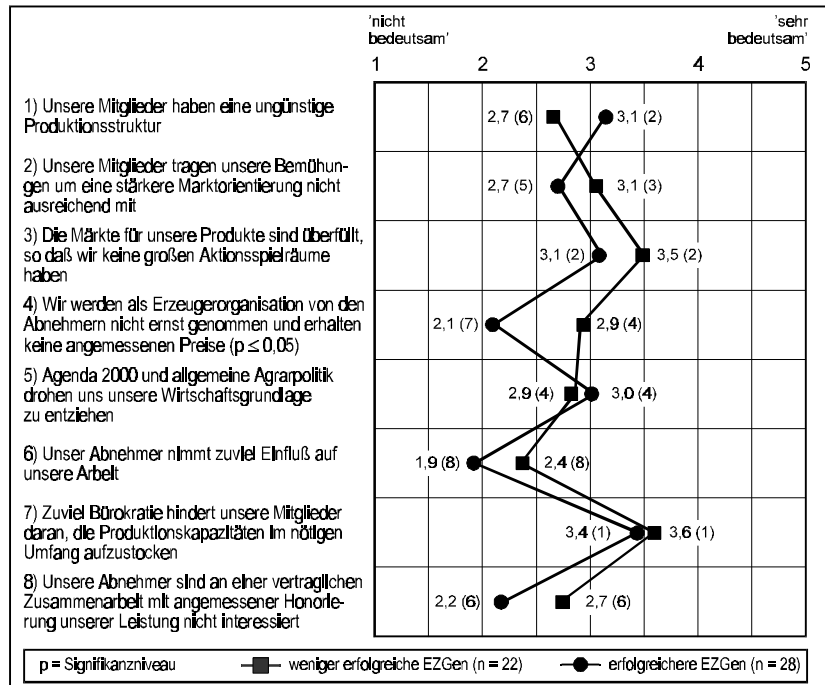 'nicht bedeutsam'
'sehr bedeutsam'
1 2 3 4 5
1) Unsere Mitglieder haben eine ungünstige
Produktionsstruktur
2,7 (6) 3,1 (2)
2) Unsere Mitglieder tragen unsere Bemühun-
gen um eine stärkere Marktorientierung nicht
ausreichend mit
2,7 (5) 3,1 (3)
3) Die Märkte für unsere Produkte sind überfüllt,
so daß wir keine großen Aktionsspielräume
haben
3,1 (2) 3,5 (2)
4) Wir werden als Erzeugerorganisation von den
Abnehmern nicht ernst genommen und erhalten
keine angemessenen Preise (p ≤ 0,05)
2,1 (7) 2,9 (4)
5) Agenda 2000 und allgemeine Agrarpolitik
drohen uns unsere Wirtschaftsgrundlage
zu entziehen
2,9 (4) 3,0 (4)
6) Unser Abnehmer nimmt zuviel Einfluß auf
unsere Arbeit
1,9 (8) 2,4 (8)
7) Zuviel Bürokratie hindert unsere Mitglieder
daran, die Produktionskapazitäten im nötigen
Umfang aufzustocken
3,4 (1) 3,6 (1)
8) Unsere Abnehmer sind an einer vertraglichen
Zusammenarbeit mit angemessener Honorie-
rung unserer Leistung nicht interessiert
2,2 (6) 2,7 (6)
p = Signifikanzniveau weniger erfolgreiche EZGen (n = 22) erfolgreichere EZGen (n = 28)